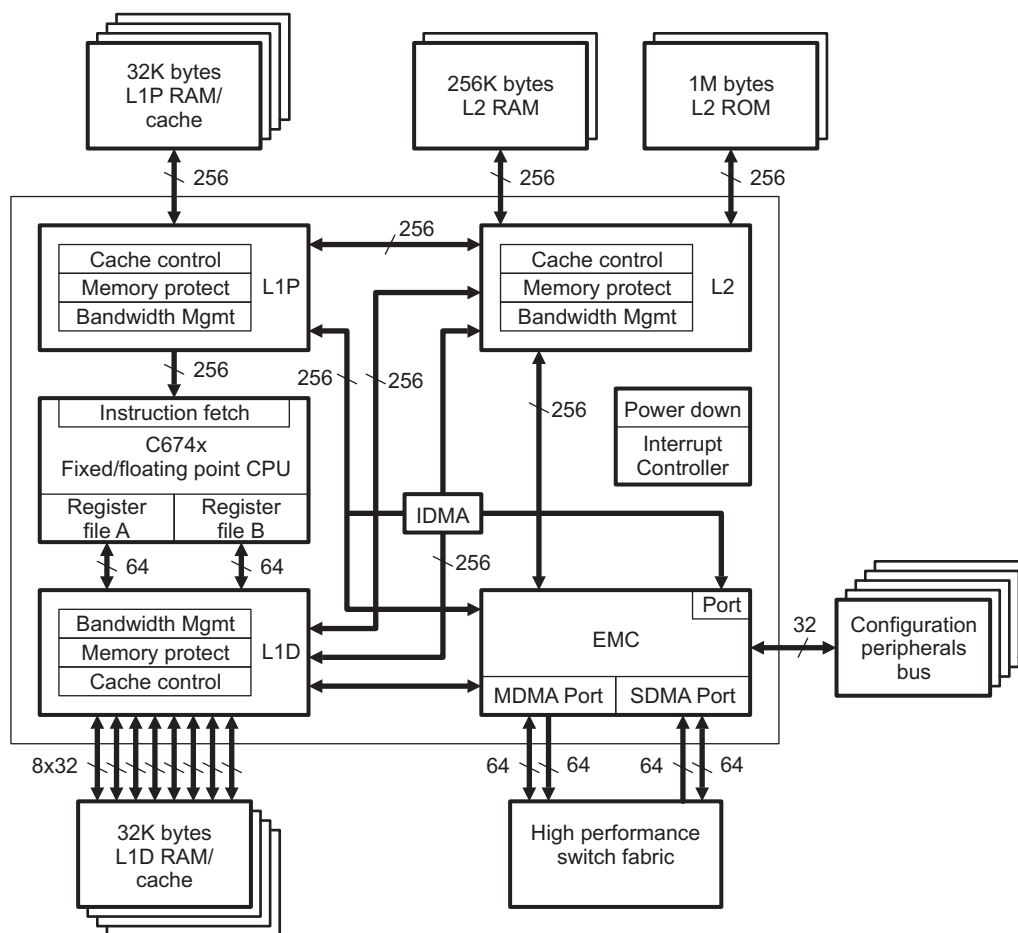 32K bytes
L1P RAM/
cache
256K bytes
L2 RAM
1M bytes
L2 ROM
256
256
256
Cache control
Memory protect
Bandwidth Mgmt
L1P
256
Cache control
Memory protect
Bandwidth Mgmt
L2
256
256
256
256
Instruction fetch
C674x
Fixed/floating point CPU
Register
file A
Register
file B
Power down
Interrupt
Controller
IDMA
256
64
64
Bandwidth Mgmt
Memory protect
Cache control
L1D
Port
EMC
MDMA Port
SDMA Port
32
Configuration
peripherals
bus
8x32
64
64
64
64
32K bytes
L1D RAM/
cache
High performance
switch fabric